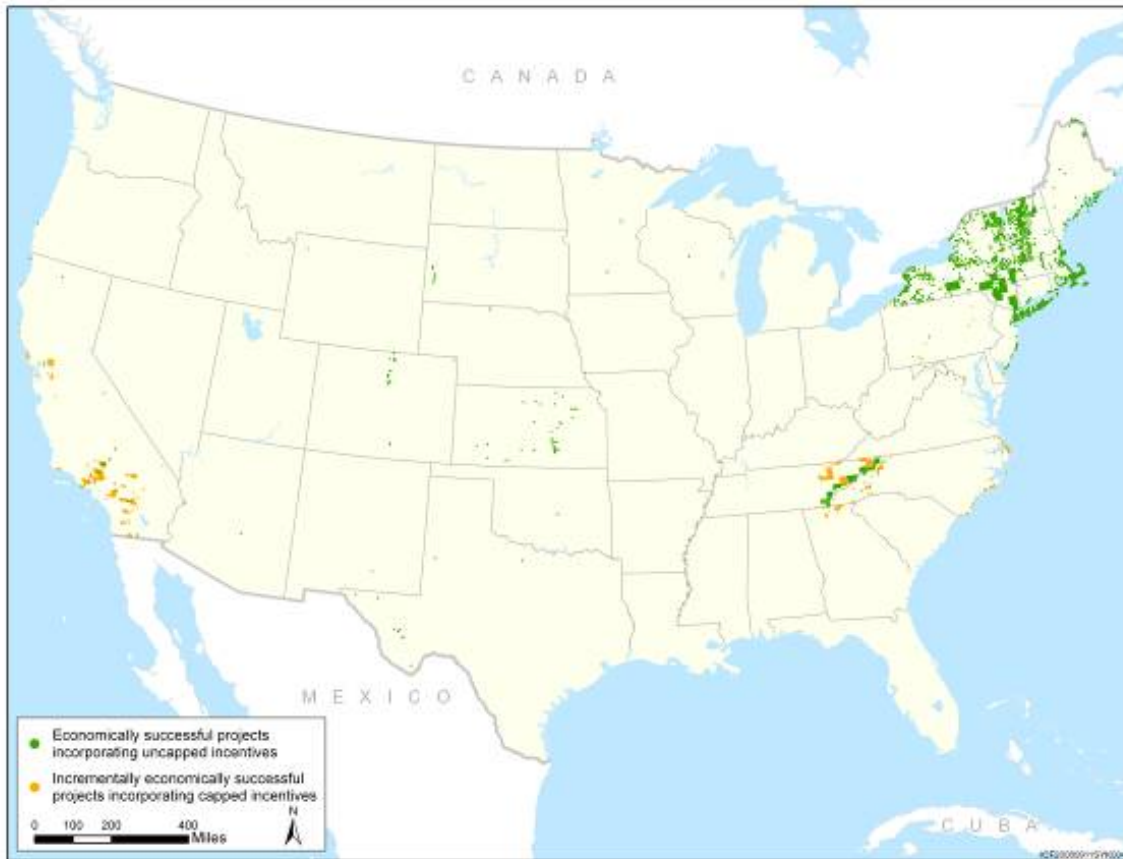 CANADA
MEXICO
CUBA
Economically successful projects
incorporating uncapped incentives
Incrementally economically successful
projects incorporating capped incentives
N
0 100 200 400
Miles